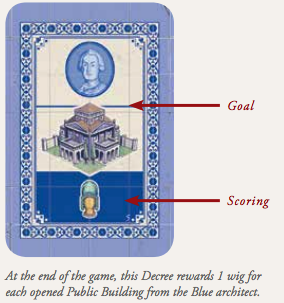 Goal
Scoring
At the end of the game, this Decree rewards 1 wig for
each opened Public Building from the Blue architect.